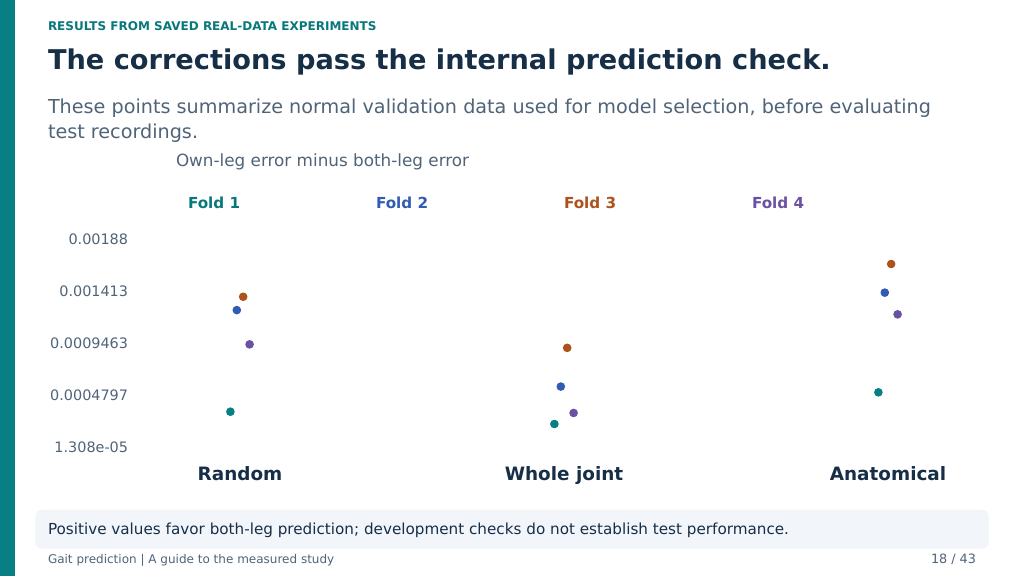 RESULTS FROM SAVED REAL-DATA EXPERIMENTS
The corrections pass the internal prediction check.
These points summarize normal validation data used for model selection, before evaluating
test recordings.
Own-leg error minus both-leg error
Fold 1 Fold 2 Fold 3 Fold 4
0.00188
0.001413
0.0009463
0.0004797
1.308e-05
Random Whole joint Anatomical
Positive values favor both-leg prediction; development checks do not establish test performance.
Gait prediction | A guide to the measured study 18 / 43